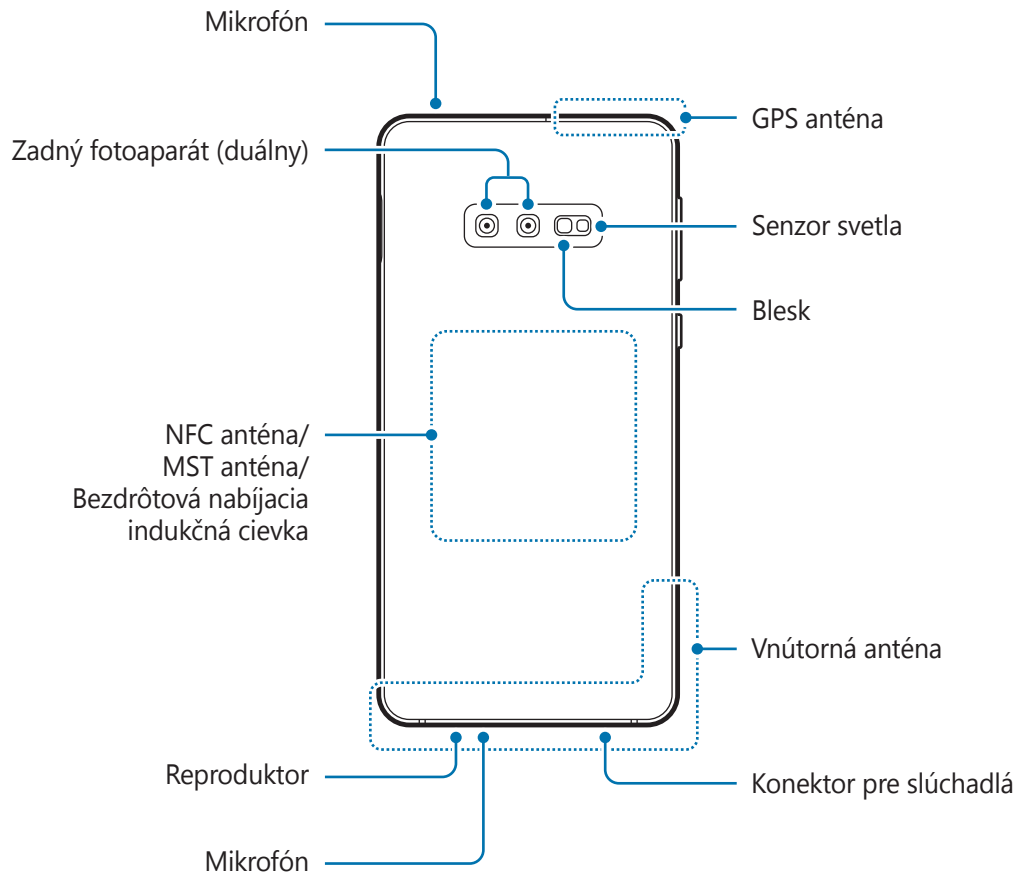 Mikrofón
GPS anténa
Zadný fotoaparát (duálny)
Senzor svetla
Blesk
NFC anténa/
MST anténa/
Bezdrôtová nabíjacia
indukčná cievka
Vnútorná anténa
Reproduktor
Konektor pre slúchadlá
Mikrofón